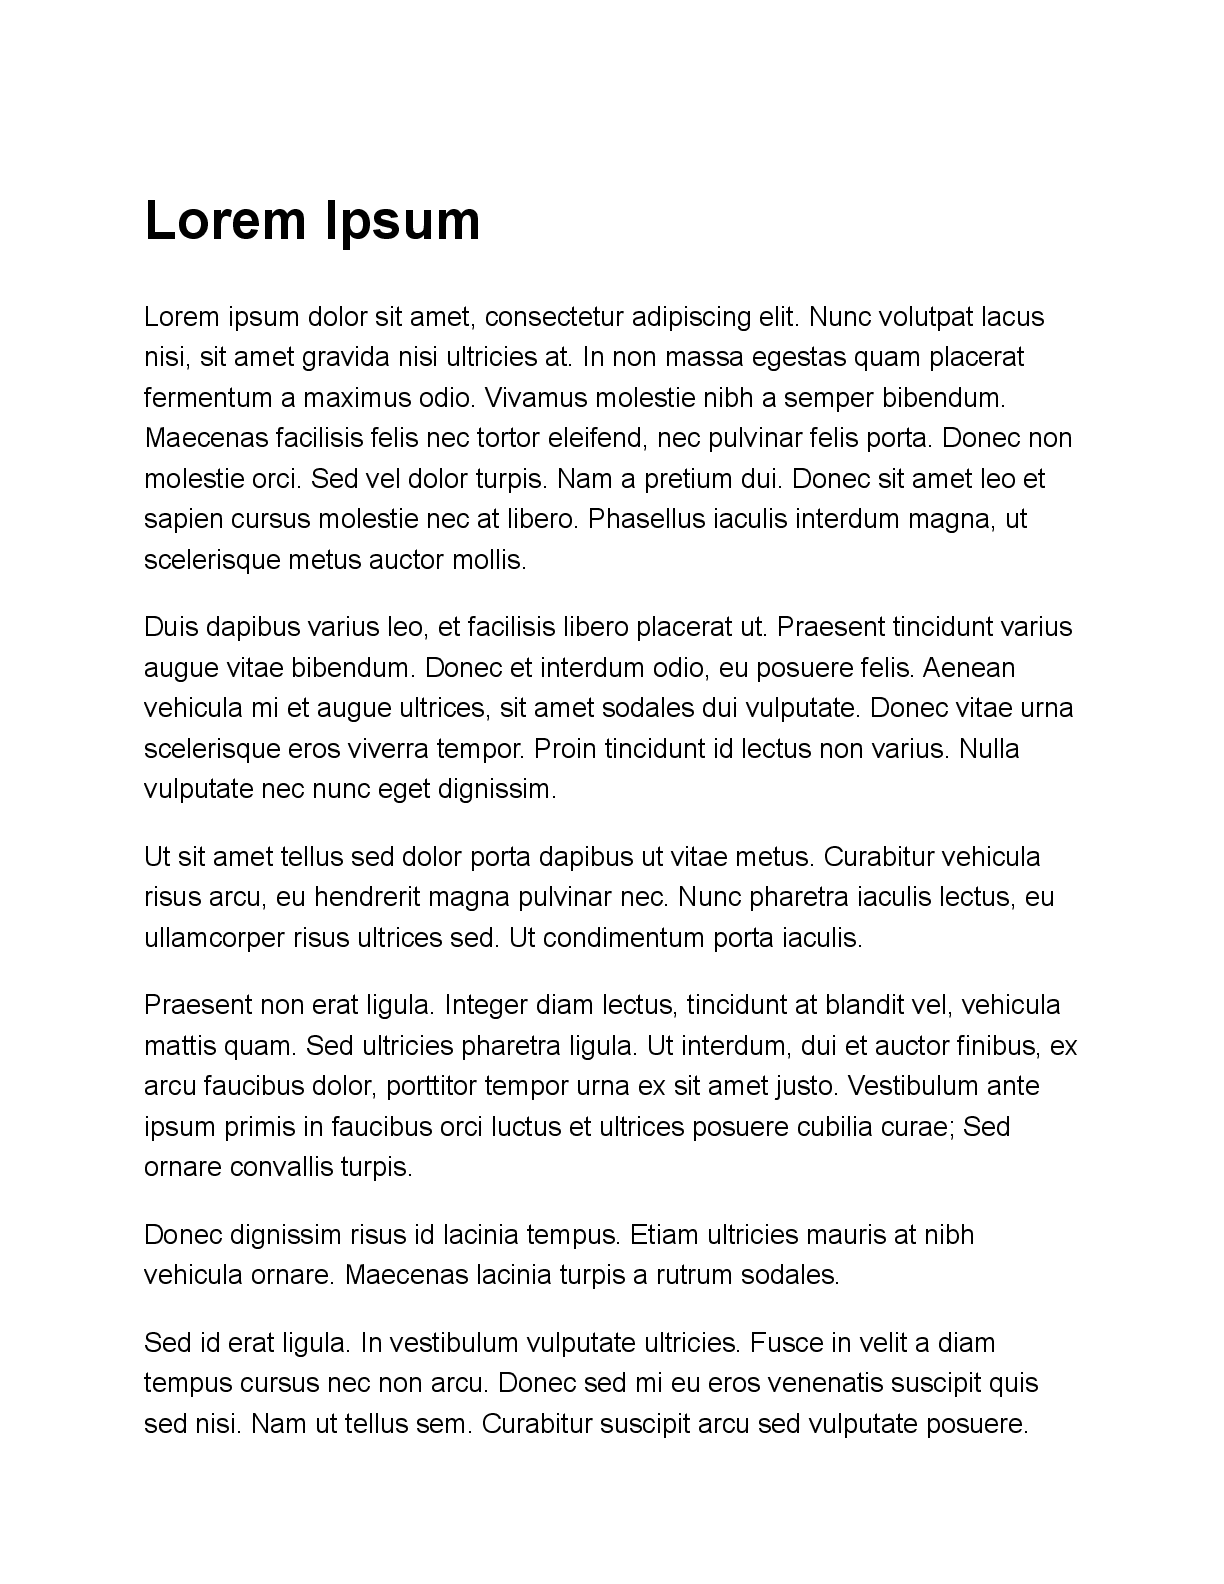 Lorem Ipsum
Lorem ipsum dolor sit amet, consectetur adipiscing elit. Nunc volutpat lacus
nisi, sit amet gravida nisi ultricies at. In non massa egestas quam placerat
fermentum a maximus odio. Vivamus molestie nibh a semper bibendum.
Maecenas facilisis felis nec tortor eleifend, nec pulvinar felis porta. Donec non
molestie orci. Sed vel dolor turpis. Nam a pretium dui. Donec sit amet leo et
sapien cursus molestie nec at libero. Phasellus iaculis interdum magna, ut
scelerisque metus auctor mollis.
Duis dapibus varius leo, et facilisis libero placerat ut. Praesent tincidunt varius
augue vitae bibendum. Donec et interdum odio, eu posuere felis. Aenean
vehicula mi et augue ultrices, sit amet sodales dui vulputate. Donec vitae urna
scelerisque eros viverra tempor. Proin tincidunt id lectus non varius. Nulla
vulputate nec nunc eget dignissim.
Ut sit amet tellus sed dolor porta dapibus ut vitae metus. Curabitur vehicula
risus arcu, eu hendrerit magna pulvinar nec. Nunc pharetra iaculis lectus, eu
ullamcorper risus ultrices sed. Ut condimentum porta iaculis.
Praesent non erat ligula. Integer diam lectus, tincidunt at blandit vel, vehicula
mattis quam. Sed ultricies pharetra ligula. Ut interdum, dui et auctor finibus, ex
arcu faucibus dolor, porttitor tempor urna ex sit amet justo. Vestibulum ante
ipsum primis in faucibus orci luctus et ultrices posuere cubilia curae; Sed
ornare convallis turpis.
Donec dignissim risus id lacinia tempus. Etiam ultricies mauris at nibh
vehicula ornare. Maecenas lacinia turpis a rutrum sodales.
Sed id erat ligula. In vestibulum vulputate ultricies. Fusce in velit a diam
tempus cursus nec non arcu. Donec sed mi eu eros venenatis suscipit quis
sed nisi. Nam ut tellus sem. Curabitur suscipit arcu sed vulputate posuere.